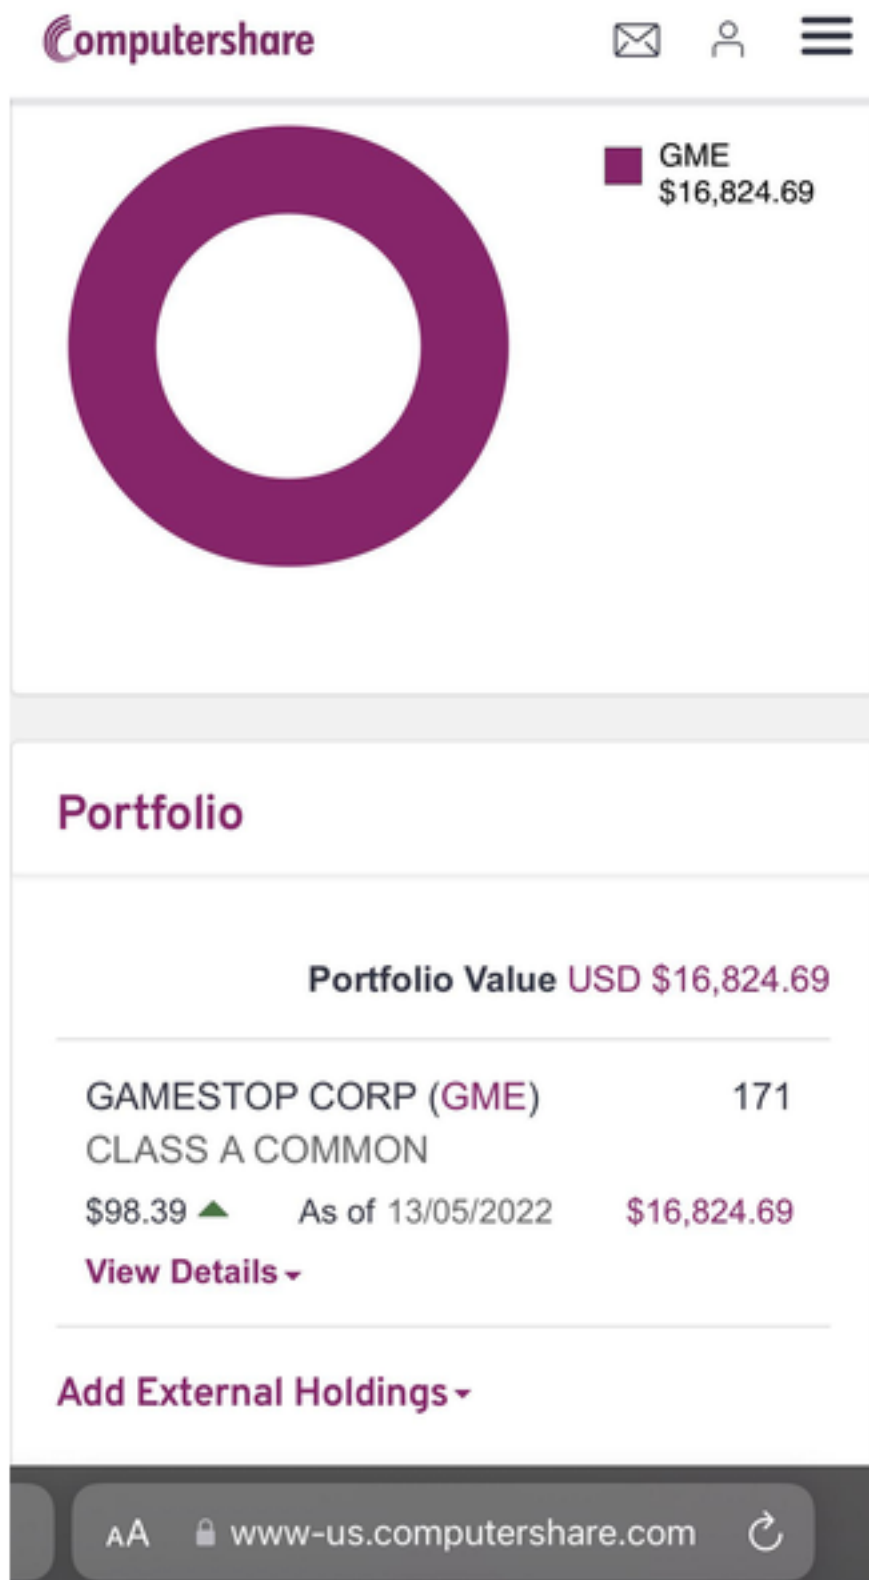 Computershare
GME
$16,824.69
Portfolio
Portfolio Value USD $16,824.69
GAMESTOP CORP (GME) 171
CLASS A COMMON
$98.39 As of 13/05/2022 $16,824.69
View Details
Add External Holdings
AA www-us.computershare.com